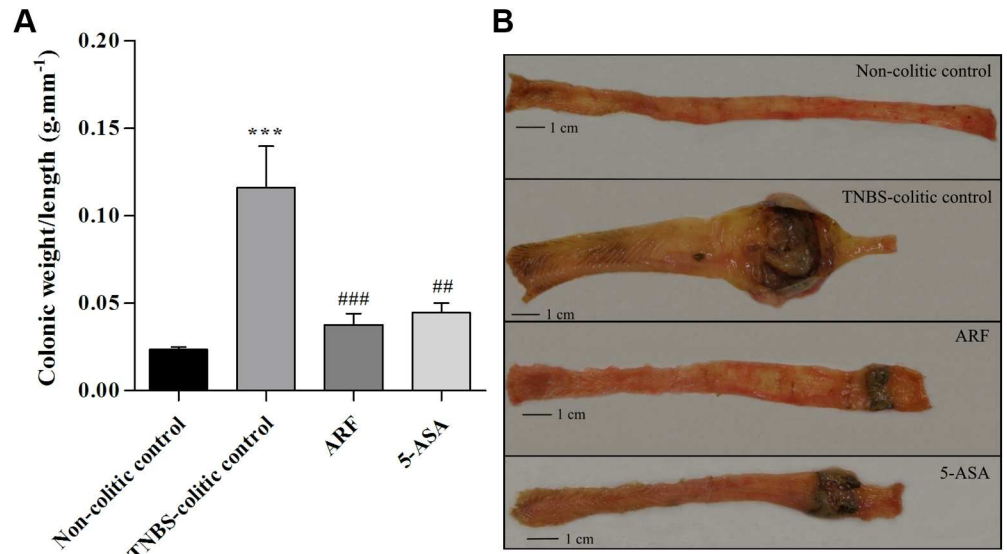 A
Colonic weight/length (g.mm⁻¹)
0.20
0.15
0.10
0.05
0.00
***
###
##
Non-colitic control
TNBS-colitic control
ARF
5-ASA
B
Non-colitic control
1 cm
TNBS-colitic control
1 cm
ARF
1 cm
5-ASA
1 cm